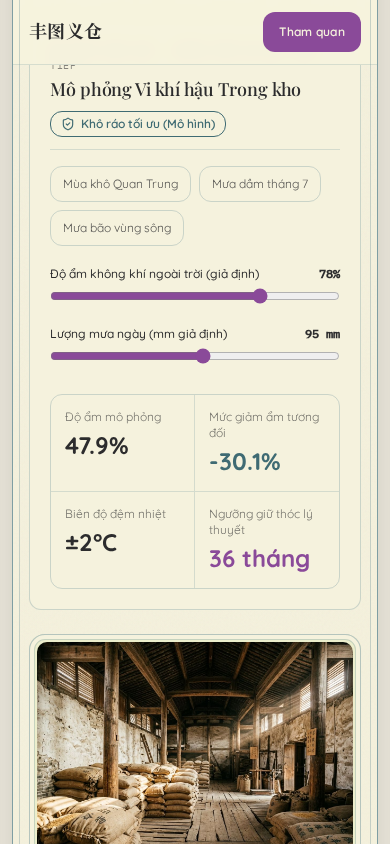 丰图义仓
Tham quan
Mô phỏng Vi khí hậu Trong kho
Khô ráo tối ưu (Mô hình)
Mùa khô Quan Trung
Mưa dầm tháng 7
Mưa bão vùng sông
Độ ẩm không khí ngoài trời (giả định)
78%
Lượng mưa ngày (mm giả định)
95 mm
Độ ẩm mô phỏng
47.9%
Mức giảm ẩm tương
đối
-30.1%
Biên độ đệm nhiệt
±2°C
Ngưỡng giữ thóc lý
thuyết
36 tháng